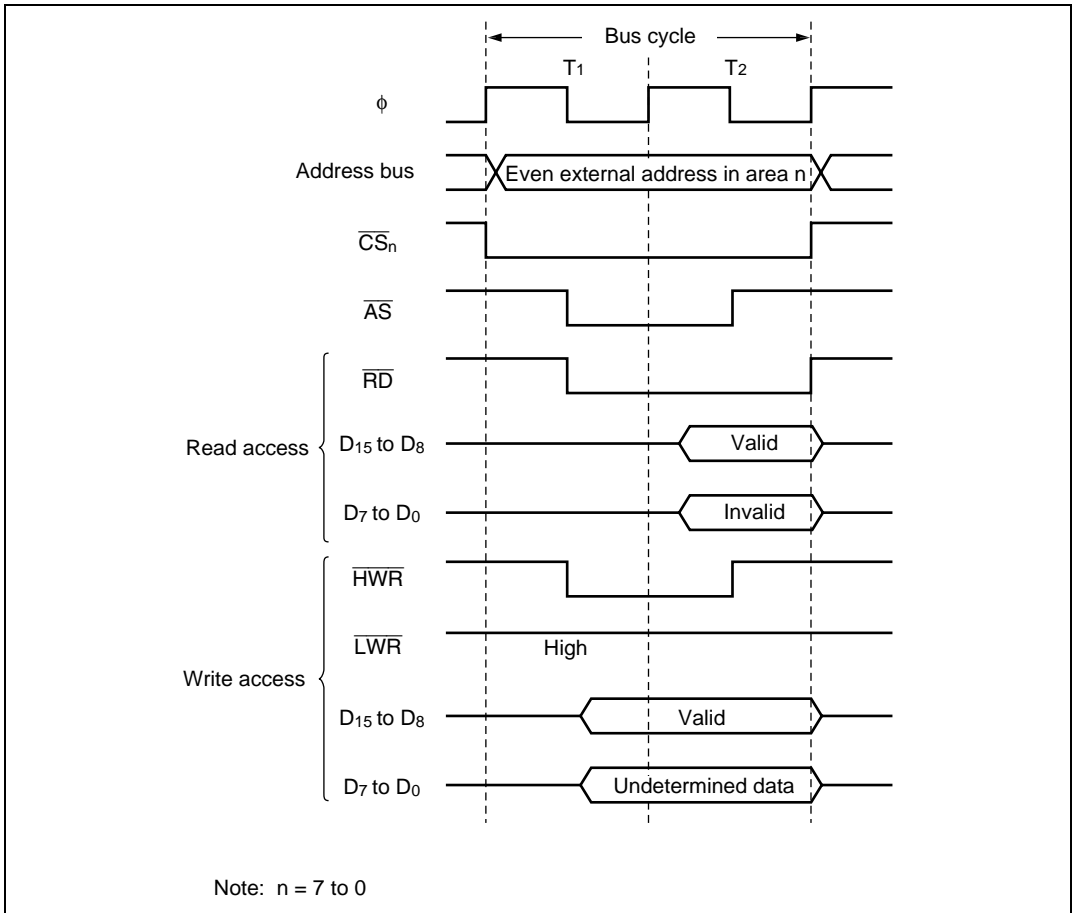 Bus cycle
T1 T2
ϕ
Address bus Even external address in area n
CSn
AS
RD
Read access
D15 to D8 Valid
D7 to D0 Invalid
HWR
LWR High
Write access
D15 to D8 Valid
D7 to D0 Undetermined data
Note: n = 7 to 0